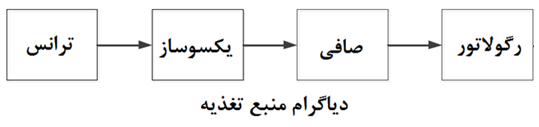 ترانس
یکسوساز
صافی
رگولاتور
دیاگرام منبع تغذیه